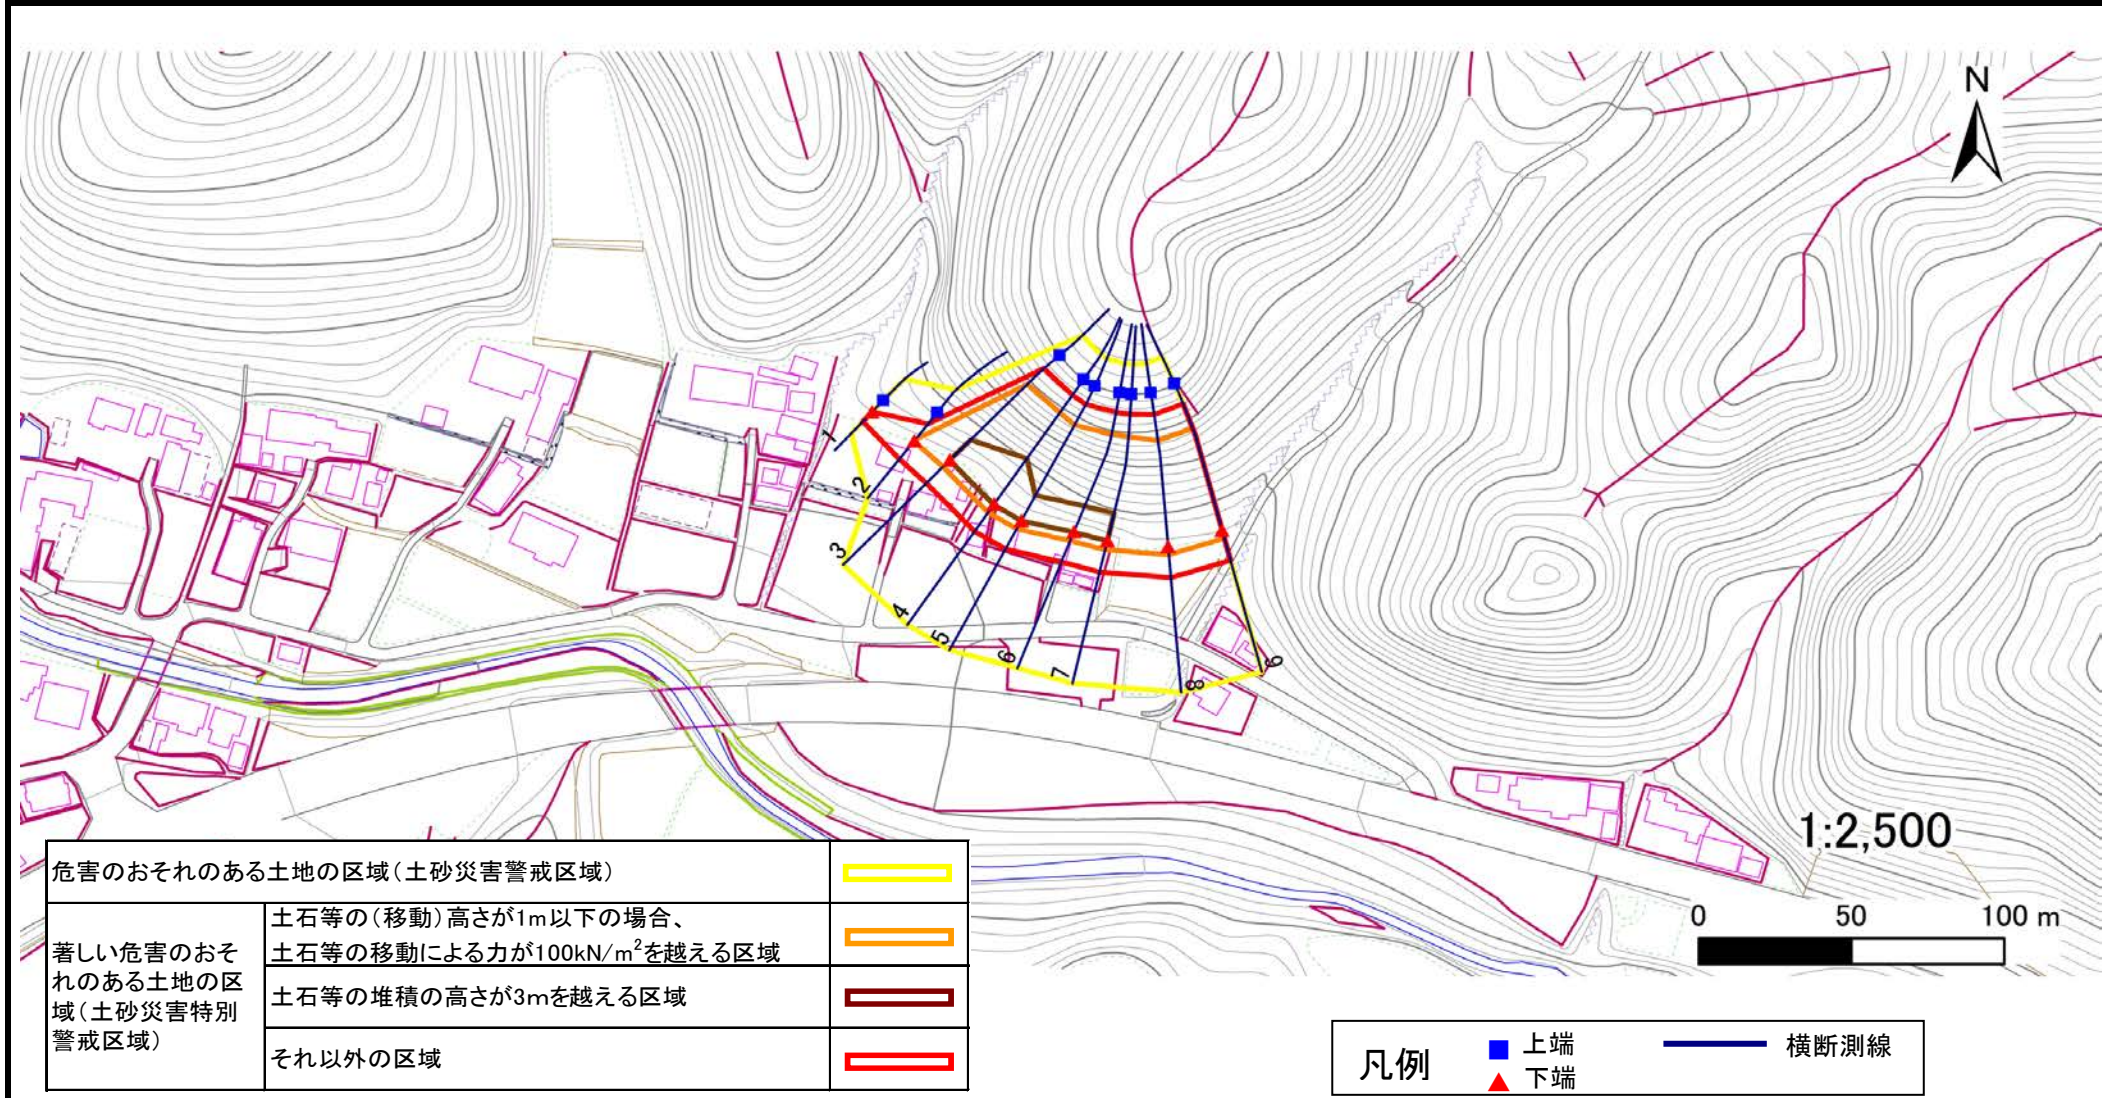 N
1
2
3
4
5
6
7
8
9
1:2,500
0 50 100 m
危害のおそれのある土地の区域(土砂災害警戒区域)
著しい危害のおそ
れのある土地の区
域(土砂災害特別
警戒区域)
土石等の(移動)高さが1m以下の場合、
土石等の移動による力が100kN/m²を越える区域
土石等の堆積の高さが3mを越える区域
それ以外の区域
凡例
上端
下端
横断測線